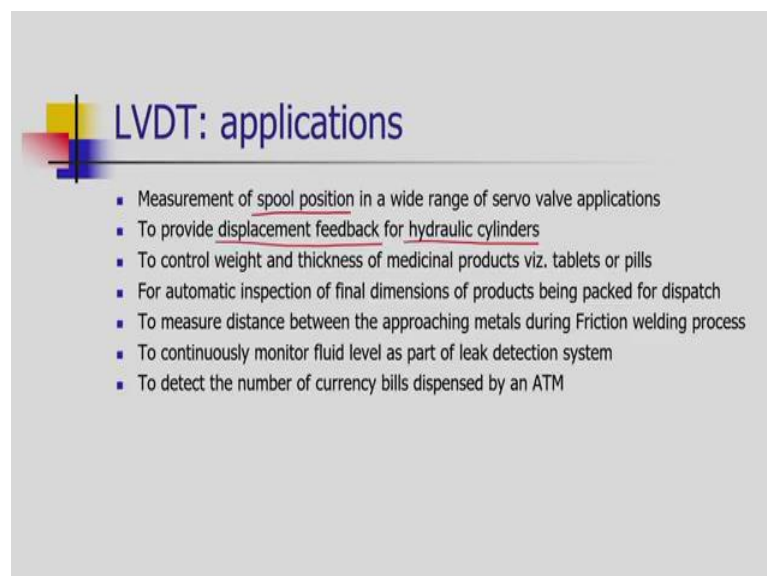 LVDT: applications
Measurement of spool position in a wide range of servo valve applications
To provide displacement feedback for hydraulic cylinders
To control weight and thickness of medicinal products viz. tablets or pills
For automatic inspection of final dimensions of products being packed for dispatch
To measure distance between the approaching metals during Friction welding process
To continuously monitor fluid level as part of leak detection system
To detect the number of currency bills dispensed by an ATM